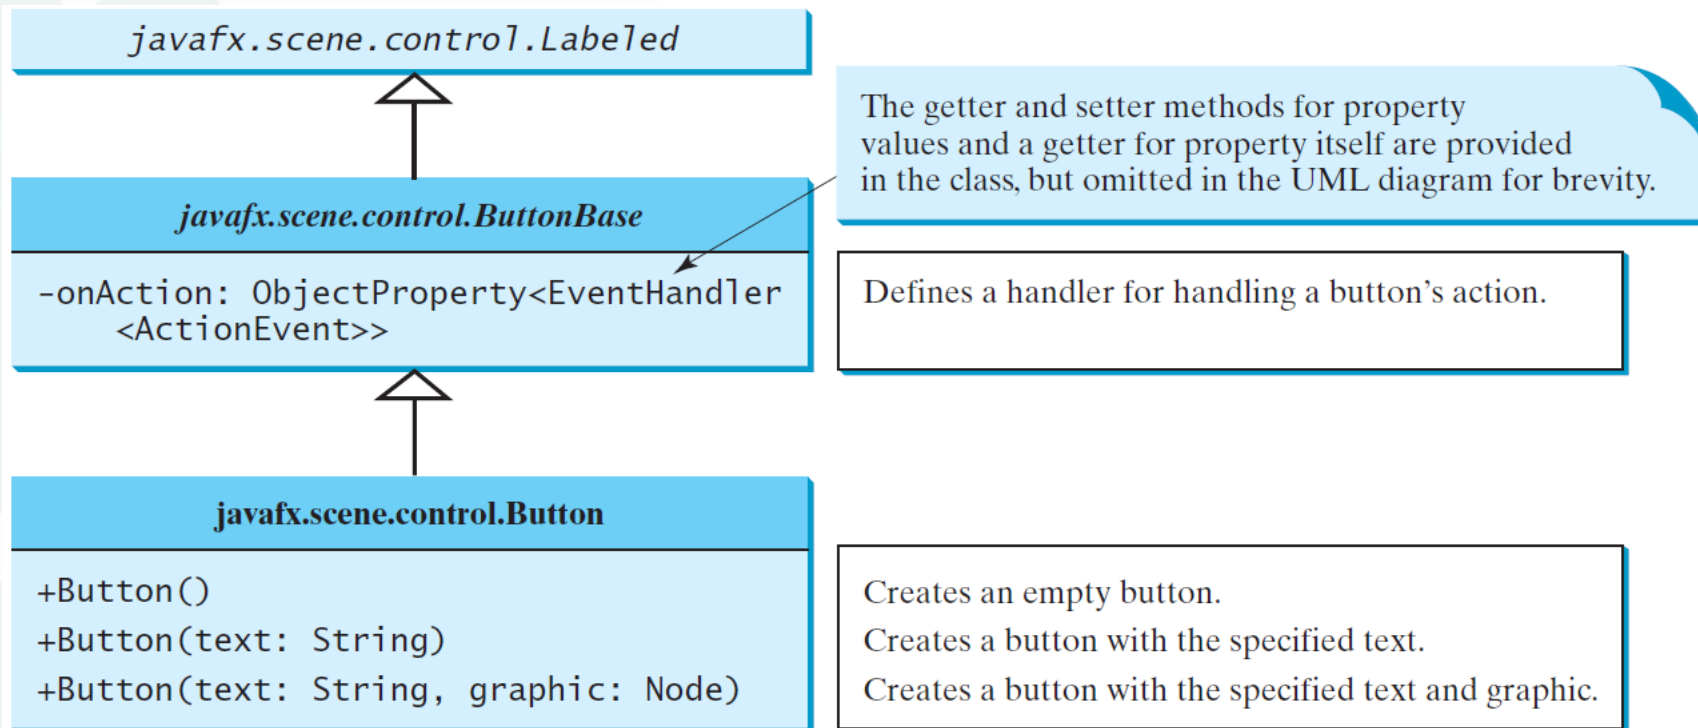 javafx.scene.control.Labeled
The getter and setter methods for property
values and a getter for property itself are provided
in the class, but omitted in the UML diagram for brevity.
javafx.scene.control.ButtonBase
-onAction: ObjectProperty<EventHandler
<ActionEvent>>
Defines a handler for handling a button’s action.
javafx.scene.control.Button
+Button()
+Button(text: String)
+Button(text: String, graphic: Node)
Creates an empty button.
Creates a button with the specified text.
Creates a button with the specified text and graphic.